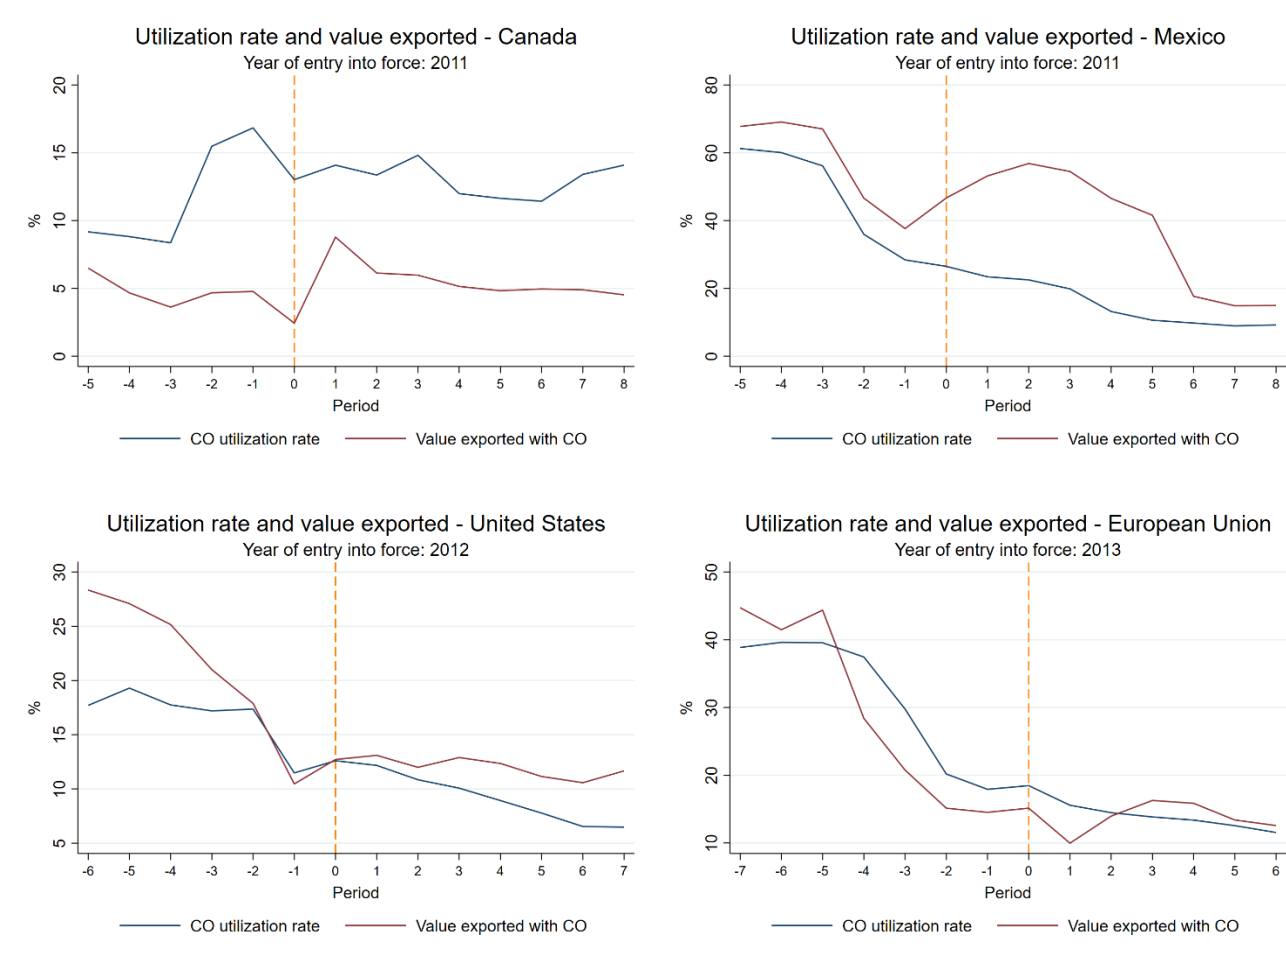 Utilization rate and value exported - Canada
Year of entry into force: 2011
20
15
10
5
0
%
-5 -4 -3 -2 -1 0 1 2 3 4 5 6 7 8
Period
CO utilization rate Value exported with CO
Utilization rate and value exported - Mexico
Year of entry into force: 2011
80
60
40
20
0
%
-5 -4 -3 -2 -1 0 1 2 3 4 5 6 7 8
Period
CO utilization rate Value exported with CO
Utilization rate and value exported - United States
Year of entry into force: 2012
30
25
20
15
10
5
%
-6 -5 -4 -3 -2 -1 0 1 2 3 4 5 6 7
Period
CO utilization rate Value exported with CO
Utilization rate and value exported - European Union
Year of entry into force: 2013
50
40
30
20
10
%
-7 -6 -5 -4 -3 -2 -1 0 1 2 3 4 5 6
Period
CO utilization rate Value exported with CO